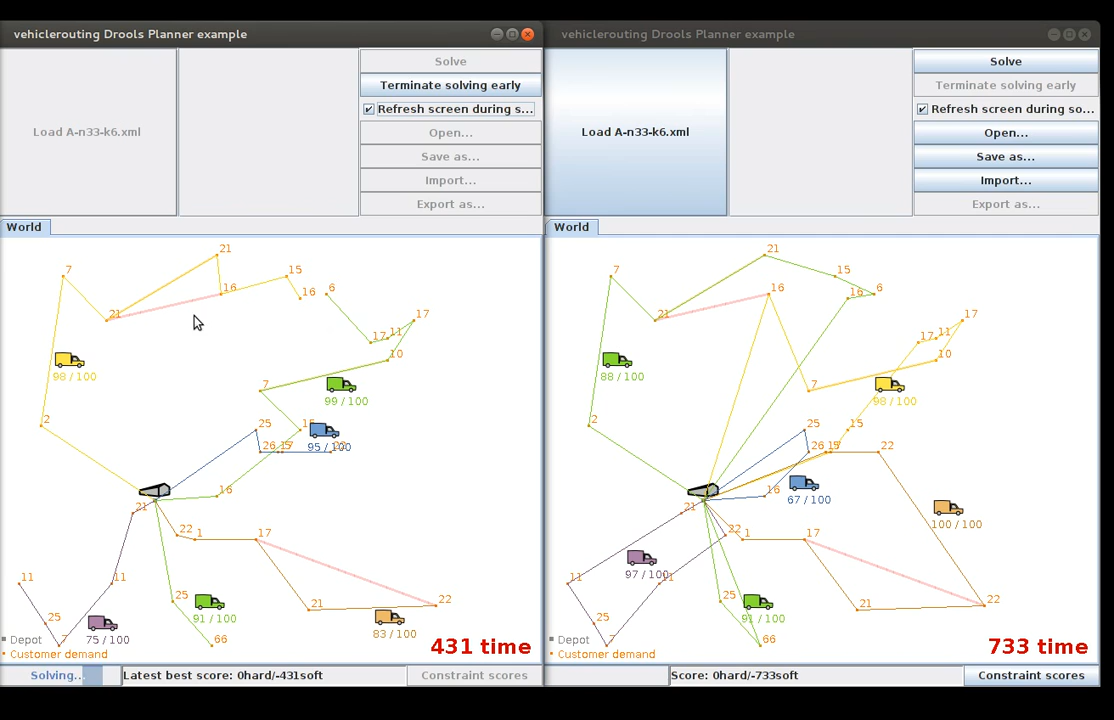 vehiclerouting Drools Planner example
Load A-n33-k6.xml
Solve
Terminate solving early
Refresh screen during s...
Open...
Save as...
Import...
Export as...
World
21
7
15
16
16
6
21
17
17
11
10
98 / 100
7
99 / 100
2
25
15
26
95 / 100
16
21
22
1
17
11
11
25
25
91 / 100
21
22
83 / 100
66
7
75 / 100
Depot
Customer demand
431 time
Solving...
Latest best score: 0hard/-431soft
Constraint scores
vehiclerouting Drools Planner example
Load A-n33-k6.xml
Solve
Terminate solving early
Refresh screen during so...
Open...
Save as...
Import...
Export as...
World
21
7
15
16
16
6
21
17
17
11
10
88 / 100
7
98 / 100
2
25
15
26
22
16
67 / 100
21
22
1
17
100 / 100
11
97 / 100
25
25
91 / 100
21
22
66
7
Depot
Customer demand
733 time
Score: 0hard/-733soft
Constraint scores